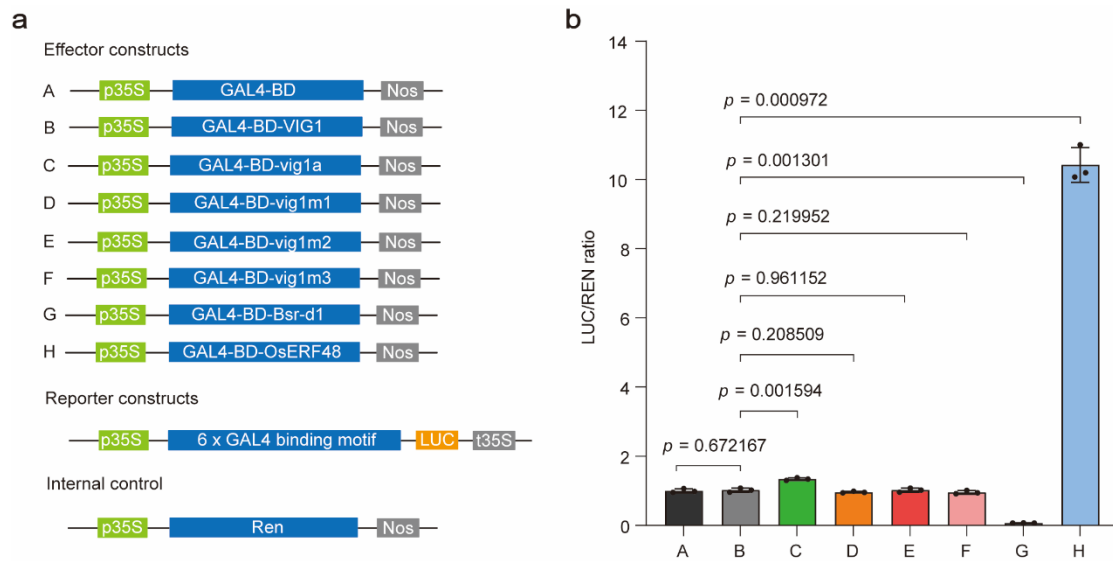 a
Effector constructs
A p35S GAL4-BD Nos
B p35S GAL4-BD-VIG1 Nos
C p35S GAL4-BD-vig1a Nos
D p35S GAL4-BD-vig1m1 Nos
E p35S GAL4-BD-vig1m2 Nos
F p35S GAL4-BD-vig1m3 Nos
G p35S GAL4-BD-Bsr-d1 Nos
H p35S GAL4-BD-OsERF48 Nos
Reporter constructs
p35S 6 x GAL4 binding motif LUC t35S
Internal control
p35S Ren Nos
b
LUC/REN ratio
14
12
10
8
6
4
2
0
p = 0.000972
p = 0.001301
p = 0.219952
p = 0.961152
p = 0.208509
p = 0.001594
p = 0.672167
A B C D E F G H